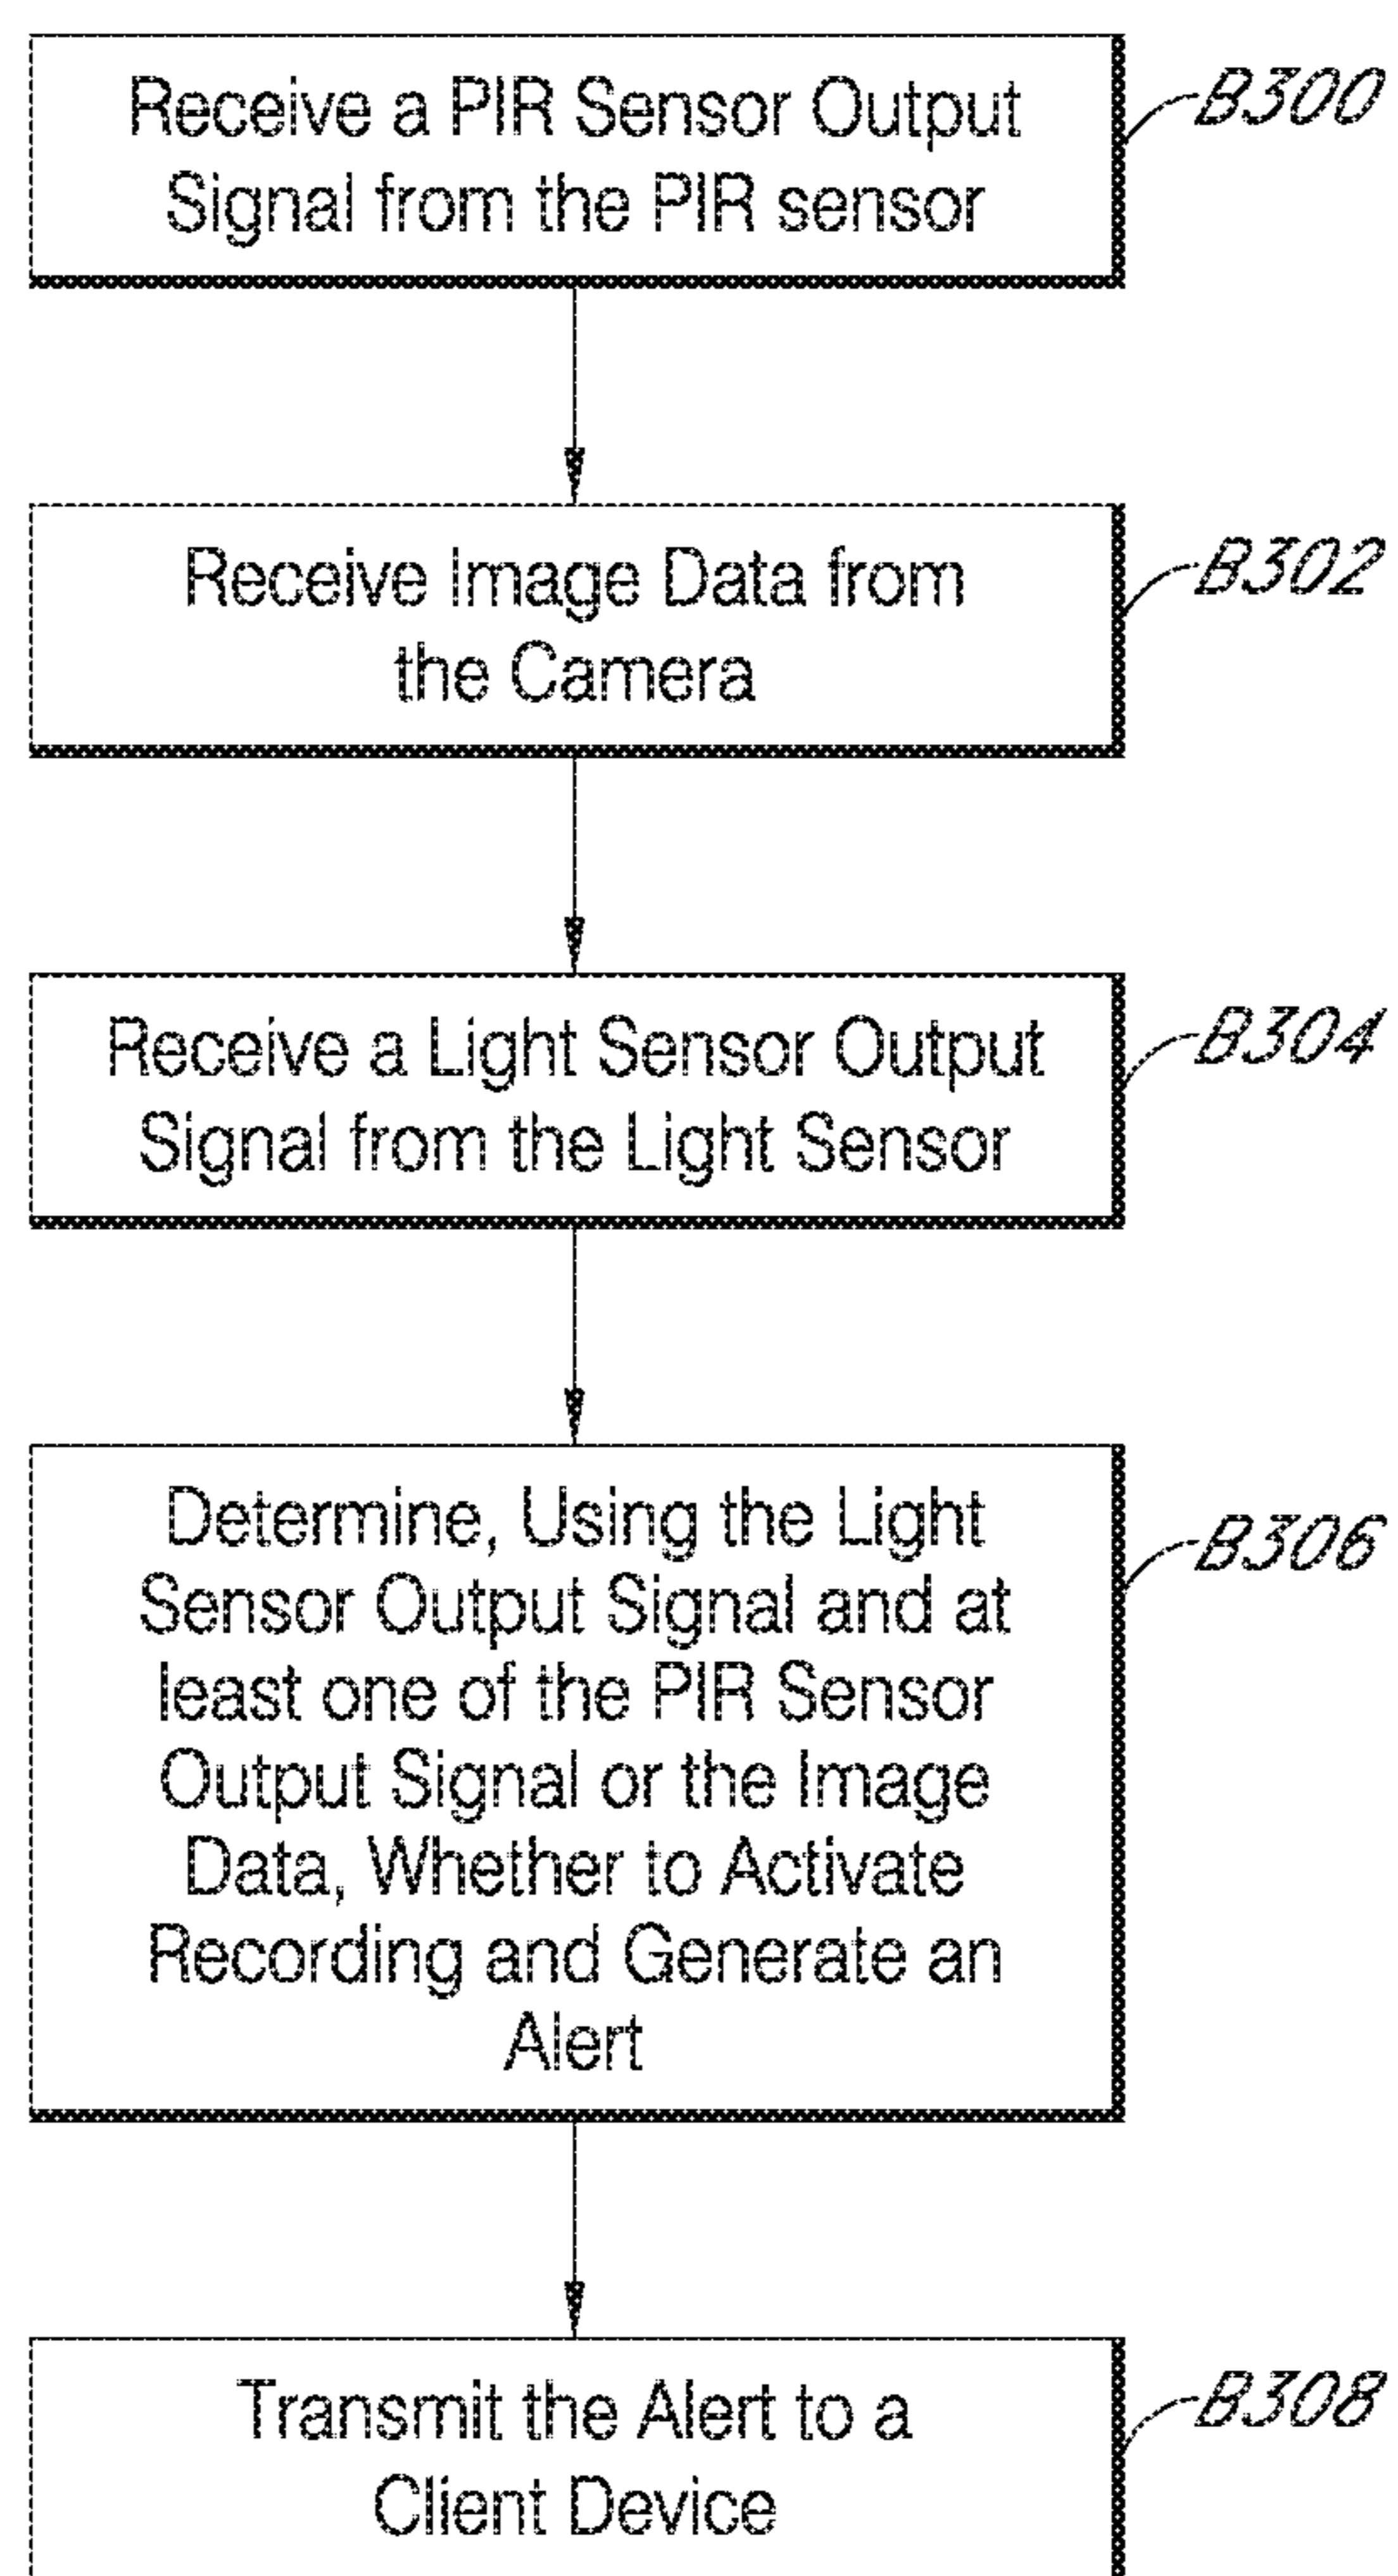 Receive a PIR Sensor Output
Signal from the PIR sensor
B300
Receive Image Data from
the Camera
B302
Receive a Light Sensor Output
Signal from the Light Sensor
B304
Determine, Using the Light
Sensor Output Signal and at
least one of the PIR Sensor
Output Signal or the Image
Data, Whether to Activate
Recording and Generate an
Alert
B306
Transmit the Alert to a
Client Device
B308